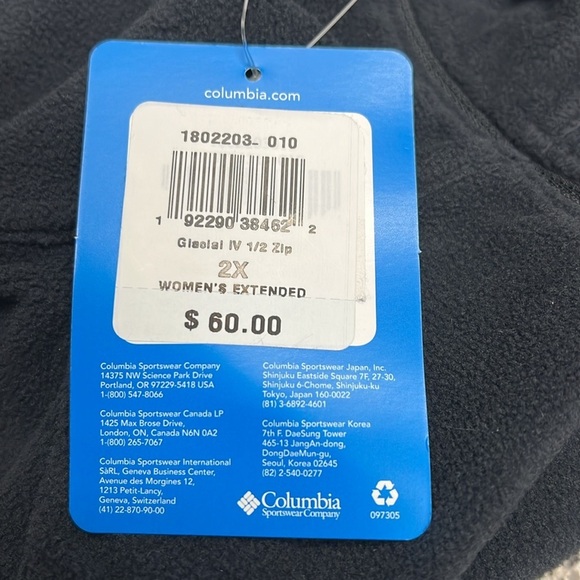 columbia.com
1802203- 010
1 92290 38462 2
Glacial IV 1/2 Zip
2X
WOMEN'S EXTENDED
$ 60.00
Columbia Sportswear Company
14375 NW Science Park Drive
Portland, OR 97229-5418 USA
1-(800) 547-8066
Columbia Sportswear Canada LP
1425 Max Brose Drive,
London, ON, Canada N6N 0A2
1-(800) 265-7067
Columbia Sportswear International
SàRL, Geneva Business Center,
Avenue des Morgines 12,
1213 Petit-Lancy,
Geneva, Switzerland
(41) 22-870-90-00
Columbia Sportswear Japan, Inc.
Shinjuku Eastside Square 7F, 27-30,
Shinjuku 6-Chome, Shinjuku-ku
Tokyo, Japan 160-0022
(81) 3-6892-4601
Columbia Sportswear Korea
7th F. DaeSung Tower
465-13 JangAn-dong,
DongDaeMun-gu,
Seoul, Korea 02645
(82) 2-540-0277
Columbia
Sportswear Company
097305